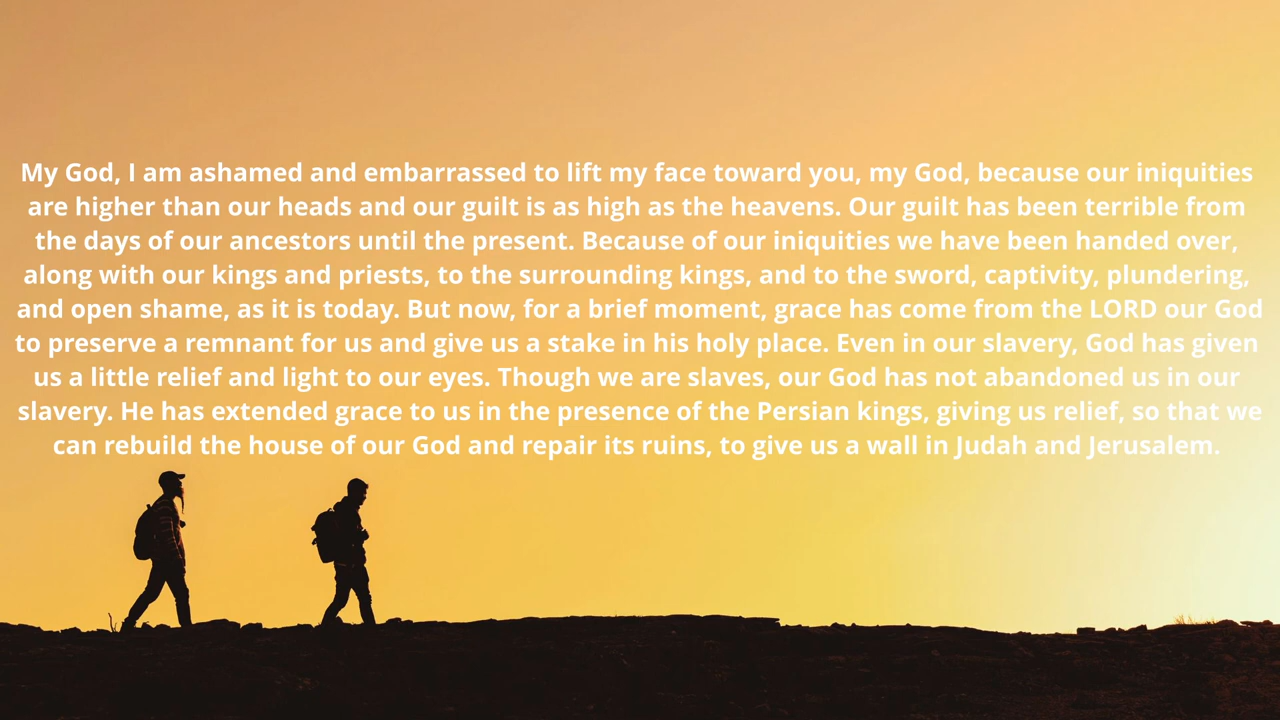 My God, I am ashamed and embarrassed to lift my face toward you, my God, because our iniquities
are higher than our heads and our guilt is as high as the heavens. Our guilt has been terrible from
the days of our ancestors until the present. Because of our iniquities we have been handed over,
along with our kings and priests, to the surrounding kings, and to the sword, captivity, plundering,
and open shame, as it is today. But now, for a brief moment, grace has come from the LORD our God
to preserve a remnant for us and give us a stake in his holy place. Even in our slavery, God has given
us a little relief and light to our eyes. Though we are slaves, our God has not abandoned us in our
slavery. He has extended grace to us in the presence of the Persian kings, giving us relief, so that we
can rebuild the house of our God and repair its ruins, to give us a wall in Judah and Jerusalem.